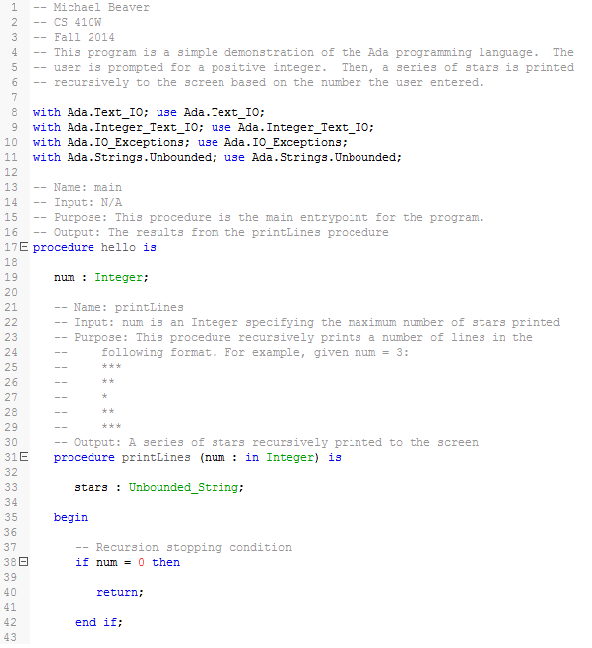 1 -- Michael Beaver
2 -- CS 410W
3 -- Fall 2014
4 -- This program is a simple demonstration of the Ada programming language.  The
5 -- user is prompted for a positive integer.  Then, a series of stars is printed
6 -- recursively to the screen based on the number the user entered.
7
8 with Ada.Text_IO; use Ada.Text_IO;
9 with Ada.Integer_Text_IO; use Ada.Integer_Text_IO;
10 with Ada.IO_Exceptions; use Ada.IO_Exceptions;
11 with Ada.Strings.Unbounded; use Ada.Strings.Unbounded;
12
13 -- Name: main
14 -- Input: N/A
15 -- Purpose: This procedure is the main entrypoint for the program.
16 -- Output: The results from the printLines procedure
17 procedure hello is
18
19    num : Integer;
20
21    -- Name: printLines
22    -- Input: num is an Integer specifying the maximum number of stars printed
23    -- Purpose: This procedure recursively prints a number of lines in the
24    --     following format. For example, given num = 3:
25    --     ***
26    --     **
27    --     *
28    --     **
29    --     ***
30    -- Output: A series of stars recursively printed to the screen
31    procedure printLines (num : in Integer) is
32
33       stars : Unbounded_String;
34
35    begin
36
37       -- Recursion stopping condition
38       if num = 0 then
39
40          return;
41
42       end if;
43